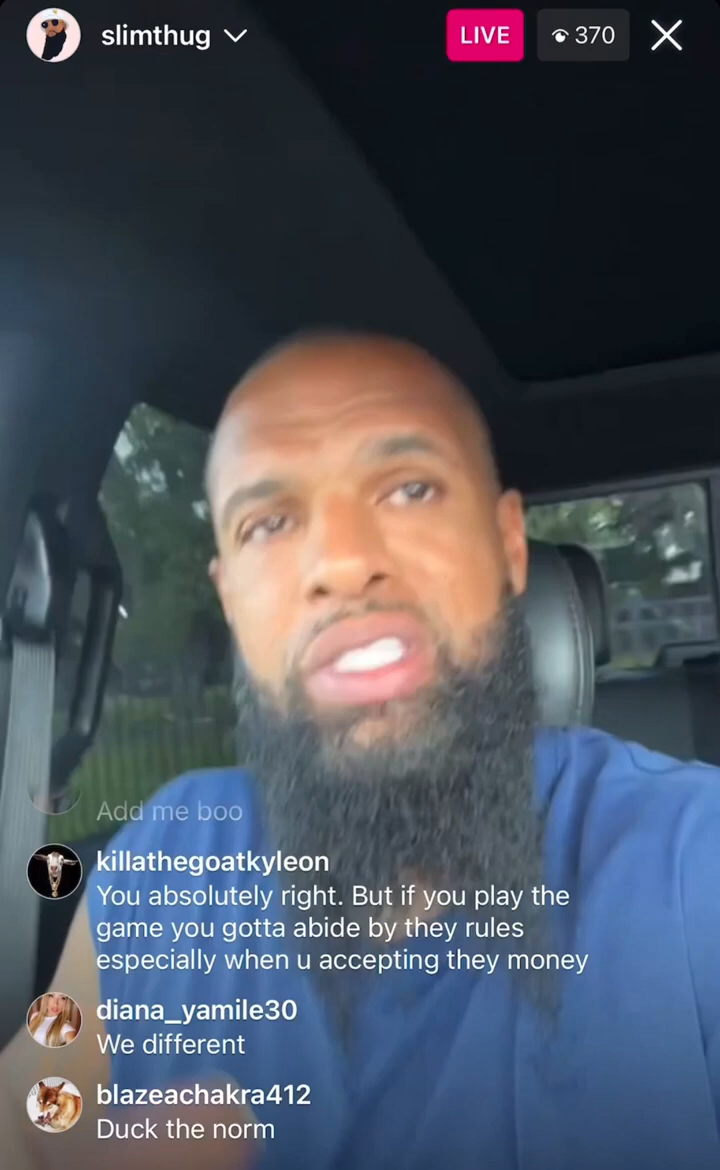 slimthug
LIVE
370
Add me boo
killathegoatkyleon
You absolutely right. But if you play the
game you gotta abide by they rules
especially when u accepting they money
diana_yamile30
We different
blazeachakra412
Duck the norm